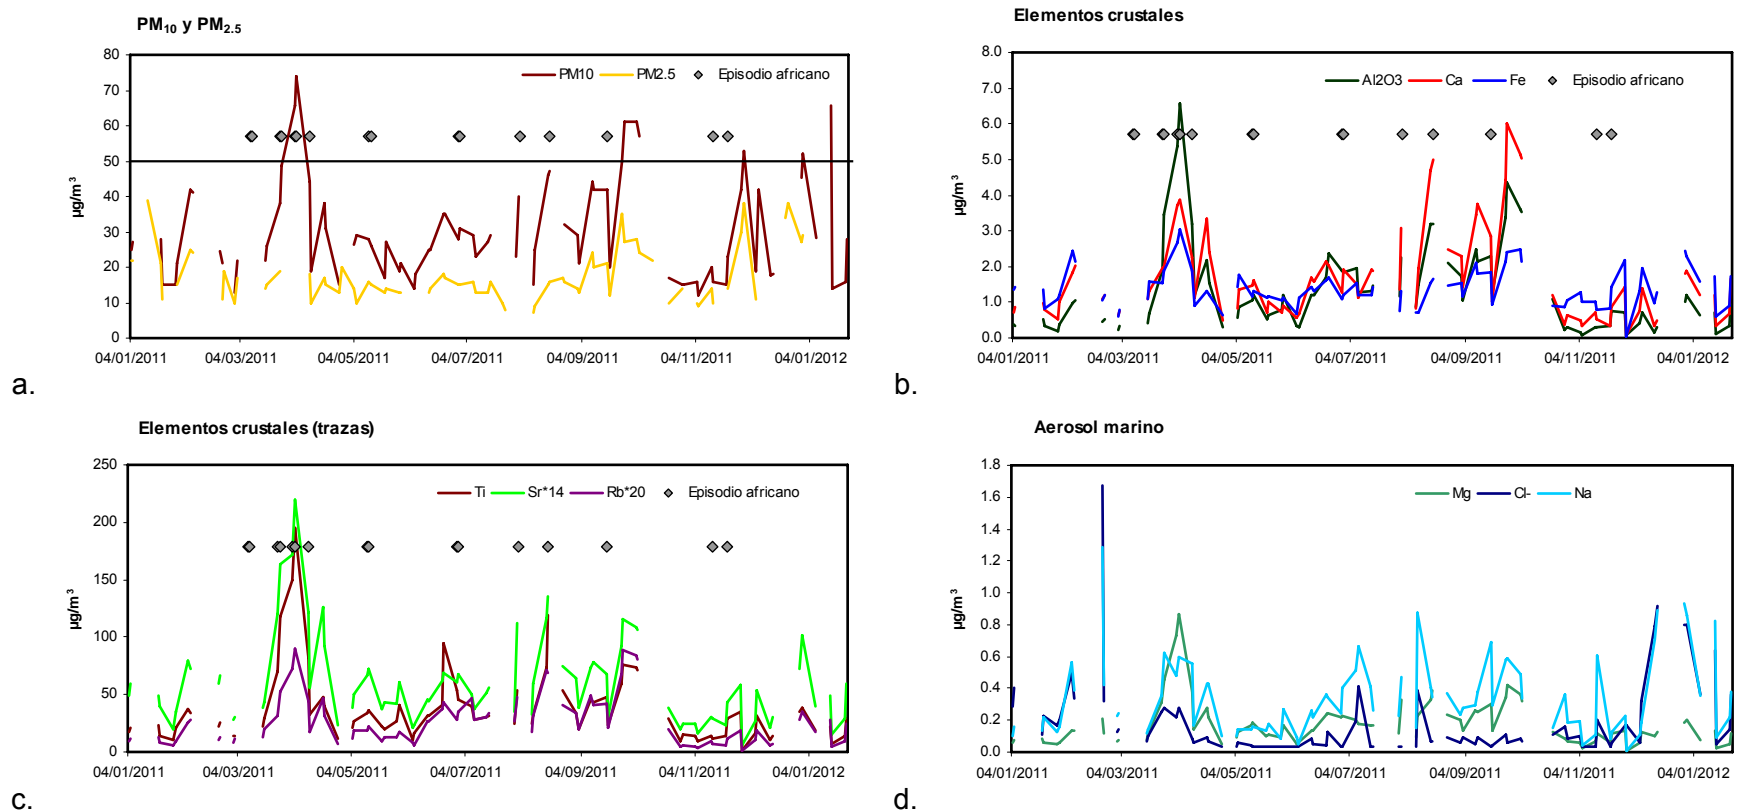 PM10 y PM2.5
80
70
60
50
40
30
20
10
0
µg/m³
PM10 PM2.5 Episodio africano
04/01/2011 04/03/2011 04/05/2011 04/07/2011 04/09/2011 04/11/2011 04/01/2012
a.
Elementos crustales
8.0
7.0
6.0
5.0
4.0
3.0
2.0
1.0
0.0
µg/m³
Al2O3 Ca Fe Episodio africano
04/01/2011 04/03/2011 04/05/2011 04/07/2011 04/09/2011 04/11/2011 04/01/2012
b.
Elementos crustales (trazas)
250
200
150
100
50
0
µg/m³
Ti Sr*14 Rb*20 Episodio africano
04/01/2011 04/03/2011 04/05/2011 04/07/2011 04/09/2011 04/11/2011 04/01/2012
c.
Aerosol marino
1.8
1.6
1.4
1.2
1.0
0.8
0.6
0.4
0.2
0.0
µg/m³
Mg Cl- Na
04/01/2011 04/03/2011 04/05/2011 04/07/2011 04/09/2011 04/11/2011 04/01/2012
d.